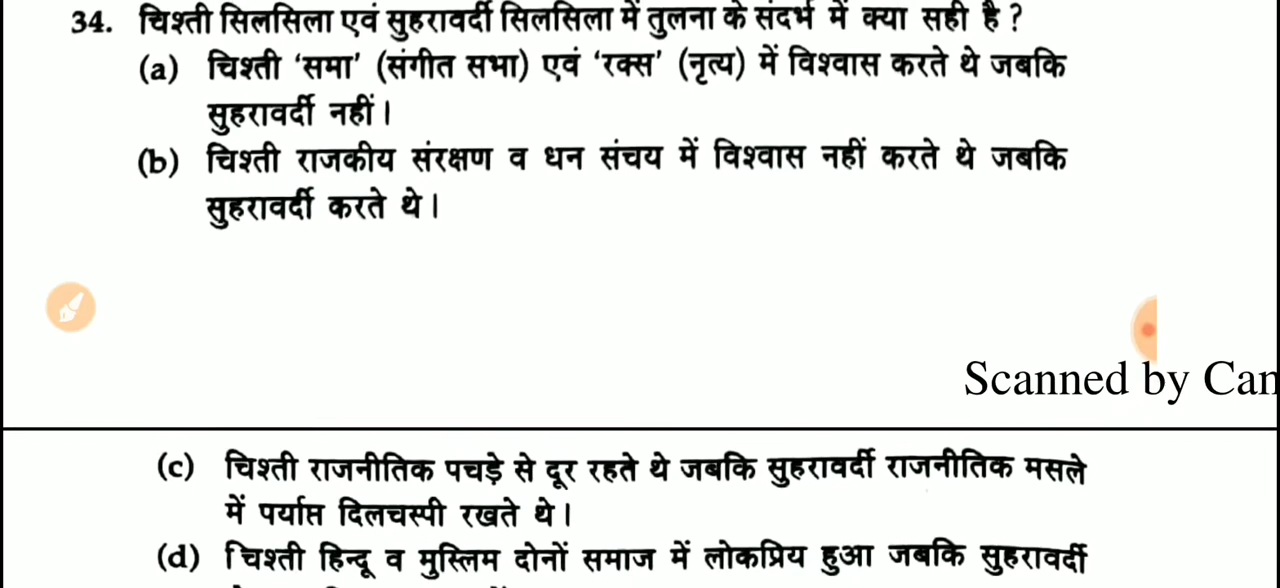 34. चिश्ती सिलसिला एवं सुहरावर्दी सिलसिला में तुलना के संदर्भ में क्या सही है ?
(a) चिश्ती ‘समा’ (संगीत सभा) एवं ‘रक्स’ (नृत्य) में विश्वास करते थे जबकि
सुहरावर्दी नहीं।
(b) चिश्ती राजकीय संरक्षण व धन संचय में विश्वास नहीं करते थे जबकि
सुहरावर्दी करते थे।
Scanned by Can
(c) चिश्ती राजनीतिक पचड़े से दूर रहते थे जबकि सुहरावर्दी राजनीतिक मसले
में पर्याप्त दिलचस्पी रखते थे।
(d) चिश्ती हिन्दू व मुस्लिम दोनों समाज में लोकप्रिय हुआ जबकि सुहरावर्दी